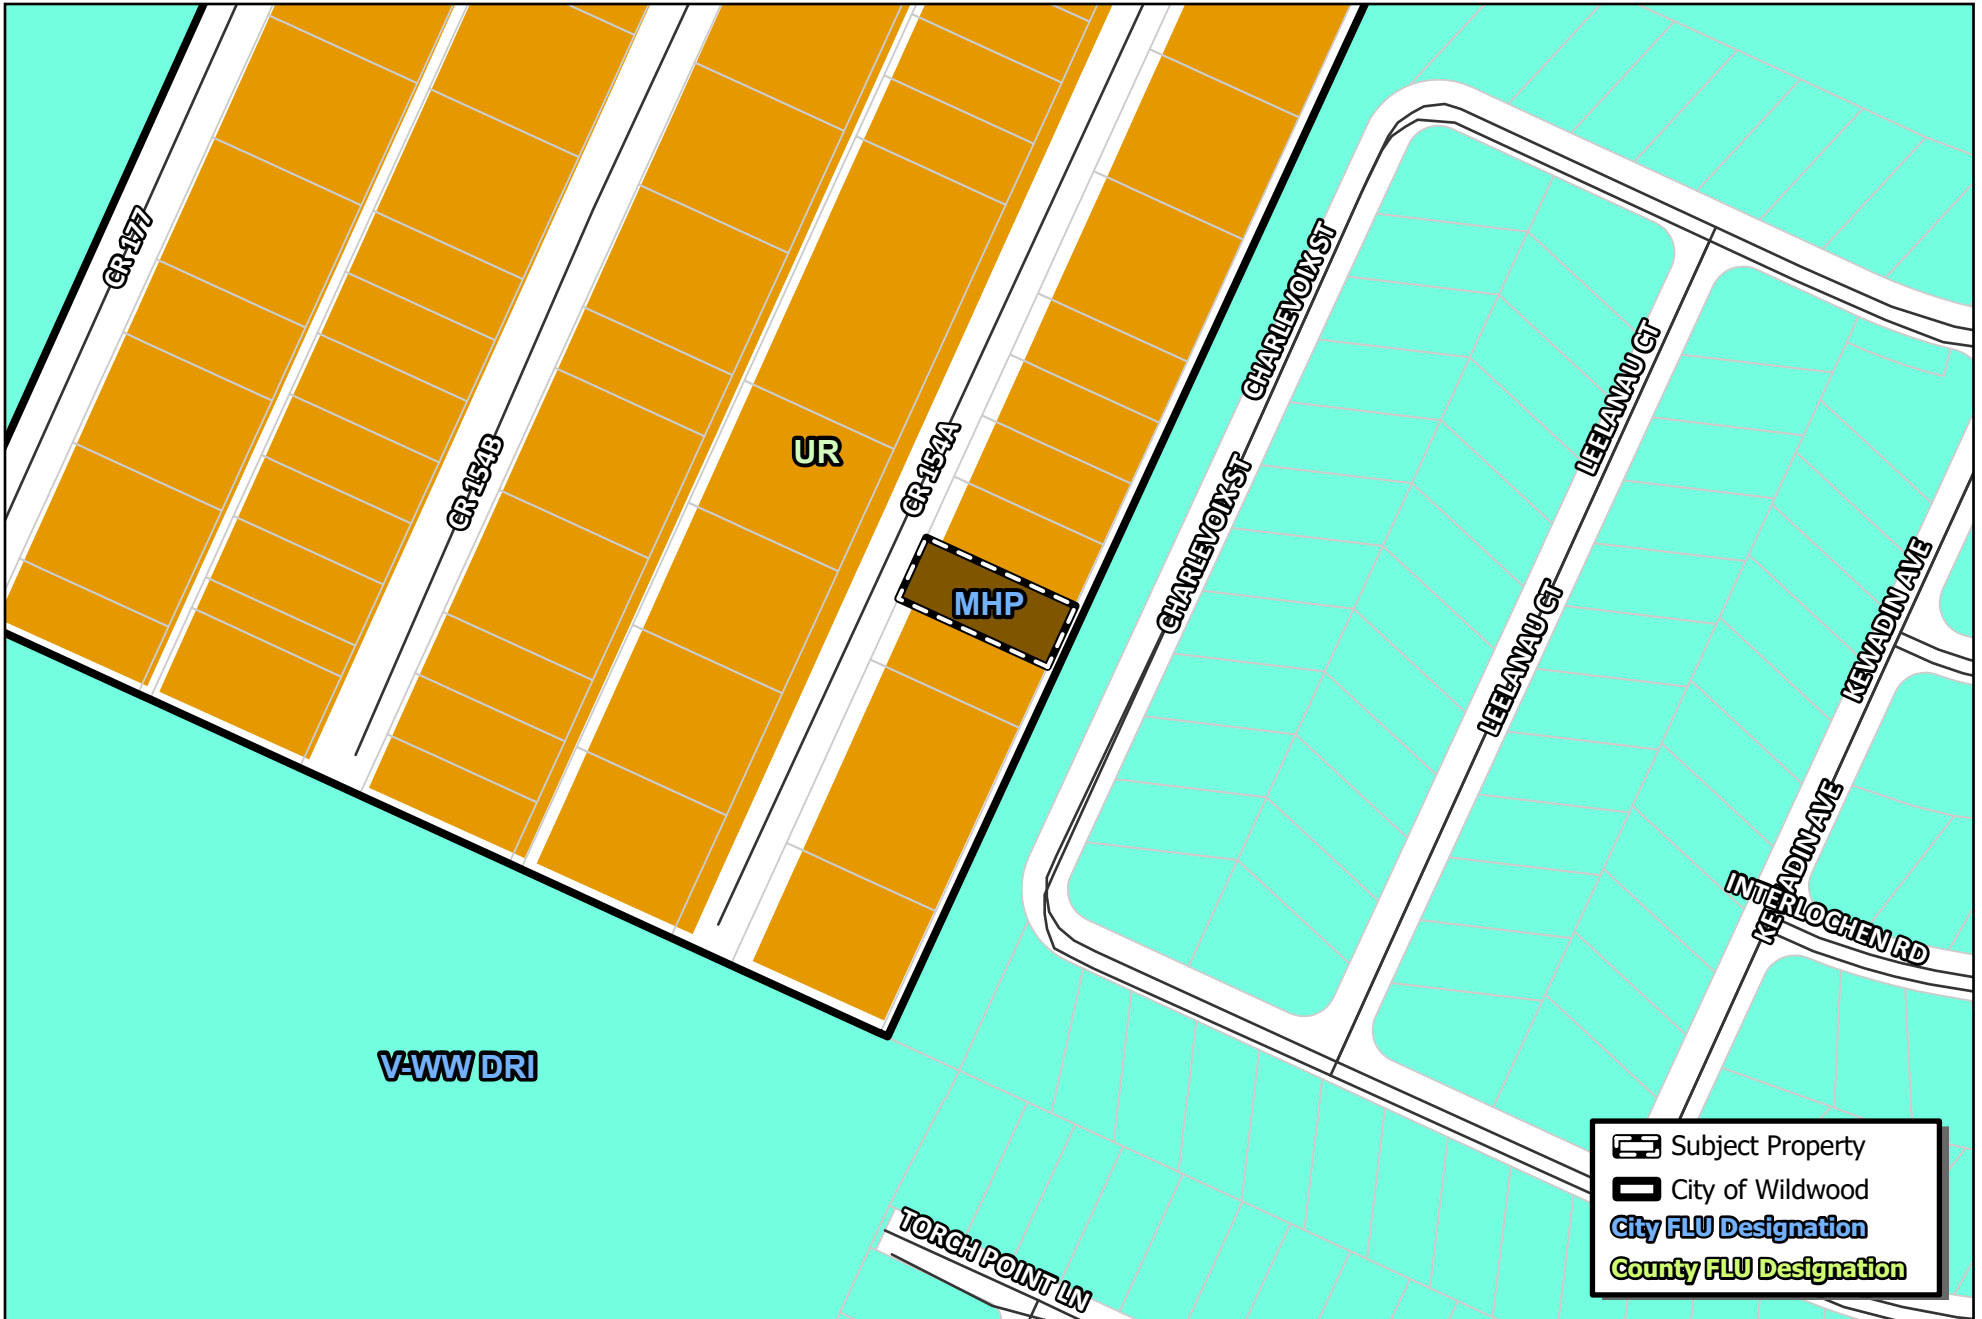 CR 177
CR 154B
UR
CR 154A
MHP
CHARLEVOIX ST
CHARLEVOIX ST
LEELANAU CT
LEELANAU CT
KEWADIN AVE
KEWADIN AVE
INTERLOCHEN RD
V-WW DRI
TORCH POINT LN
Subject Property
City of Wildwood
City FLU Designation
County FLU Designation